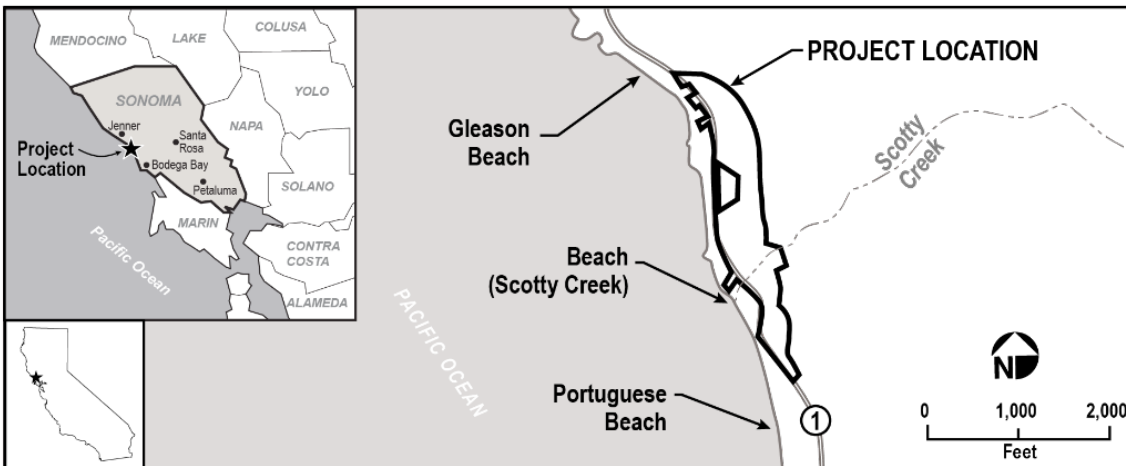 MENDOCINO
LAKE
COLUSA
SONOMA
YOLO
Jenner
Santa
Rosa
NAPA
Project
Location
Bodega Bay
Petaluma
SOLANO
MARIN
Pacific Ocean
CONTRA
COSTA
ALAMEDA
PROJECT LOCATION
Gleason
Beach
Scotty
Creek
Beach
(Scotty Creek)
PACIFIC OCEAN
Portuguese
Beach
1
N
0 1,000 2,000
Feet